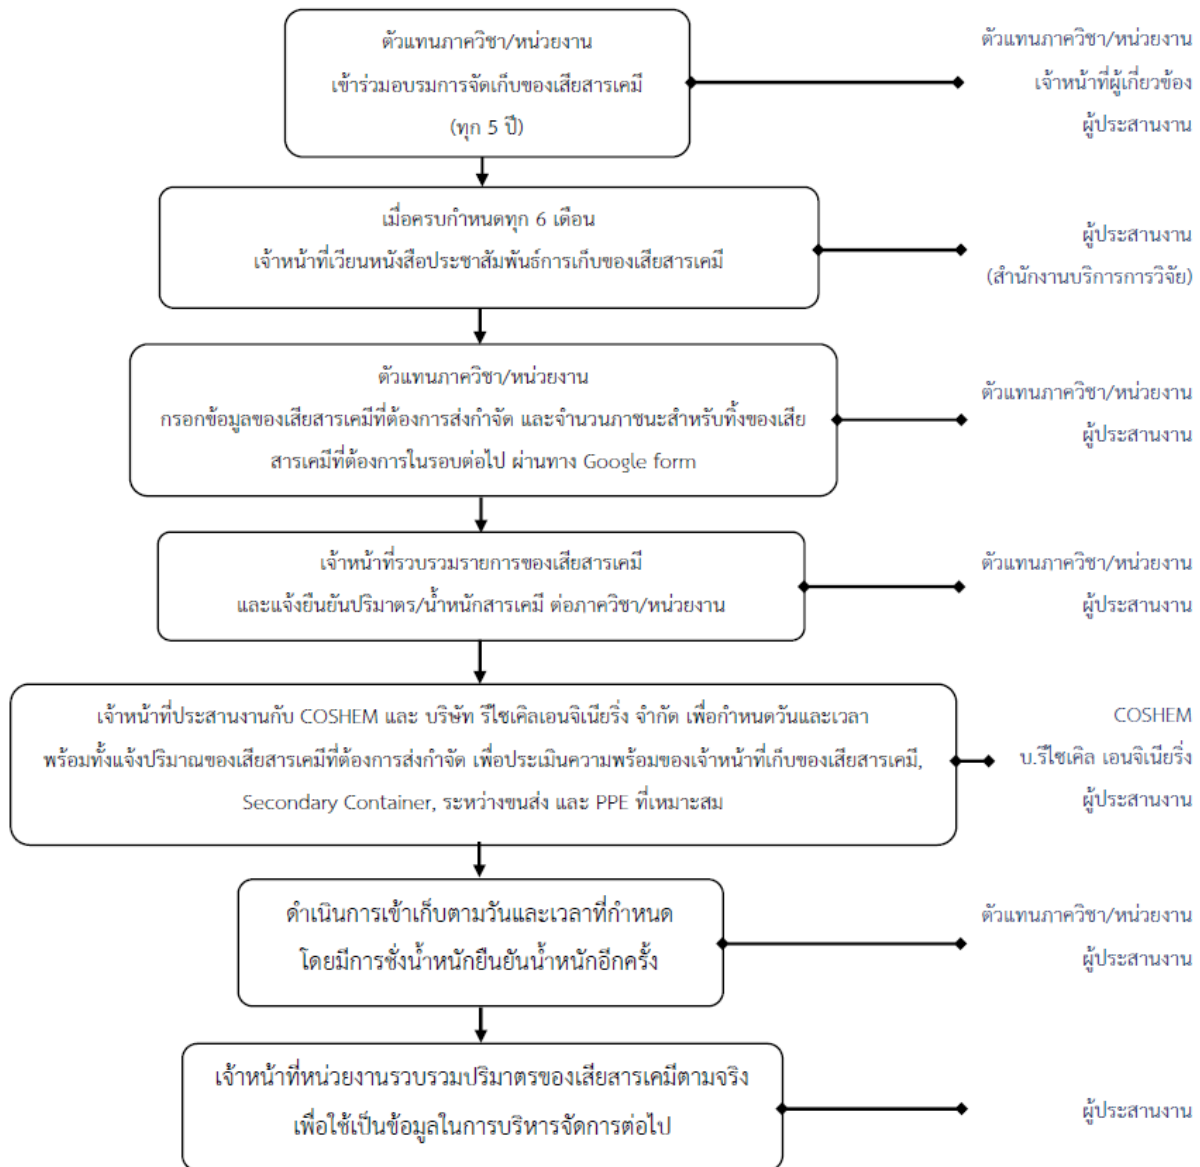 ตัวแทนภาควิชา/หน่วยงาน
เข้าร่วมอบรมการจัดเก็บของเสียสารเคมี
(ทุก 5 ปี)
ตัวแทนภาควิชา/หน่วยงาน
เจ้าหน้าที่ผู้เกี่ยวข้อง
ผู้ประสานงาน
เมื่อครบกำหนดทุก 6 เดือน
เจ้าหน้าที่เวียนหนังสือประชาสัมพันธ์การเก็บของเสียสารเคมี
ผู้ประสานงาน
(สำนักงานบริการการวิจัย)
ตัวแทนภาควิชา/หน่วยงาน
กรอกข้อมูลของเสียสารเคมีที่ต้องการส่งกำจัด และจำนวนภาชนะสำหรับทิ้งของเสีย
สารเคมีที่ต้องการในรอบต่อไป ผ่านทาง Google form
ตัวแทนภาควิชา/หน่วยงาน
ผู้ประสานงาน
เจ้าหน้าที่รวบรวมรายการของเสียสารเคมี
และแจ้งยืนยันปริมาตร/น้ำหนักสารเคมี ต่อภาควิชา/หน่วยงาน
ตัวแทนภาควิชา/หน่วยงาน
ผู้ประสานงาน
เจ้าหน้าที่ประสานงานกับ COSHEM และ บริษัท รีไซเคิลเอนจิเนียริ่ง จำกัด เพื่อกำหนดวันและเวลา
พร้อมทั้งแจ้งปริมาณของเสียสารเคมีที่ต้องการส่งกำจัด เพื่อประเมินความพร้อมของเจ้าหน้าที่เก็บของเสียสารเคมี,
Secondary Container, ระหว่างขนส่ง และ PPE ที่เหมาะสม
COSHEM
บ.รีไซเคิล เอนจิเนียริ่ง
ผู้ประสานงาน
ดำเนินการเข้าเก็บตามวันและเวลาที่กำหนด
โดยมีการชั่งน้ำหนักยืนยันน้ำหนักอีกครั้ง
ตัวแทนภาควิชา/หน่วยงาน
ผู้ประสานงาน
เจ้าหน้าที่หน่วยงานรวบรวมปริมาตรของเสียสารเคมีตามจริง
เพื่อใช้เป็นข้อมูลในการบริหารจัดการต่อไป
ผู้ประสานงาน